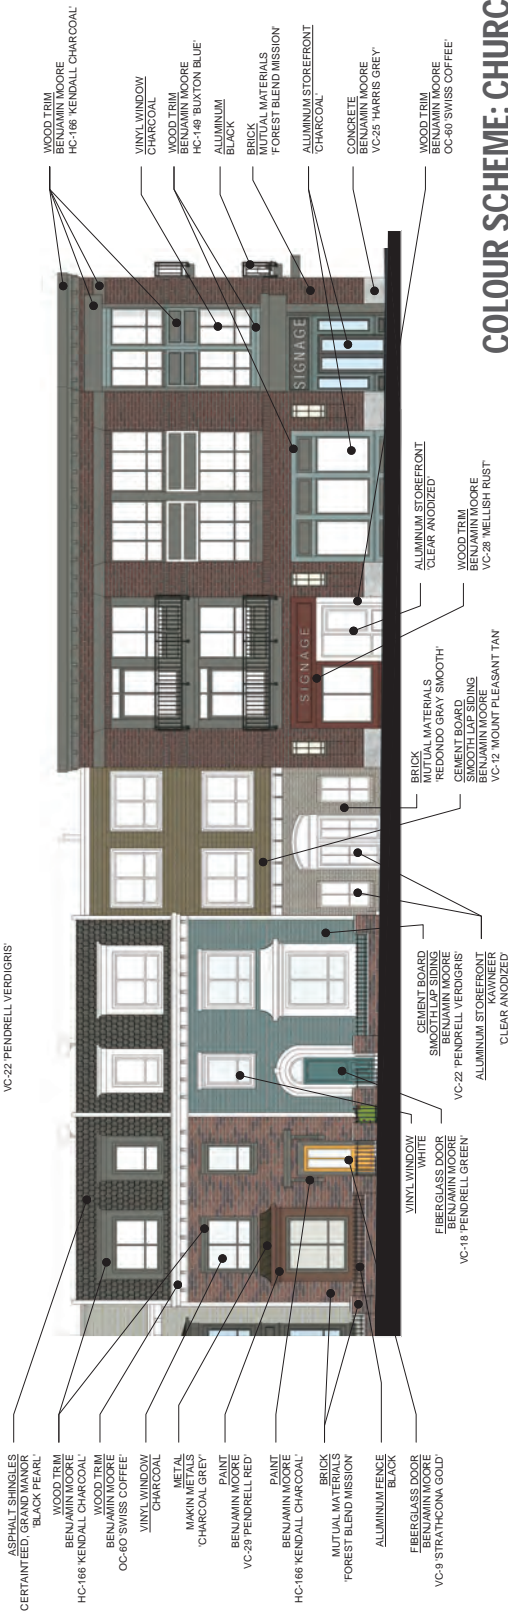 ASPHALT SHINGLES
CERTAINTEED, GRAND MANOR
'BLACK PEARL'
WOOD TRIM
BENJAMIN MOORE
HC-166 'KENDALL CHARCOAL'
WOOD TRIM
BENJAMIN MOORE
OC-60 'SWISS COFFEE'
VINYL WINDOW
CHARCOAL
METAL
MAKIN METALS
'CHARCOAL GREY'
PAINT
BENJAMIN MOORE
VC-29 'PENDRELL RED'
PAINT
BENJAMIN MOORE
HC-166 'KENDALL CHARCOAL'
BRICK
MUTUAL MATERIALS
'FOREST BLEND MISSION'
ALUMINUM FENCE
BLACK
FIBERGLASS DOOR
BENJAMIN MOORE
VC-9 'STRATHCONA GOLD'
VC-22 'PENDRELL VERDIGRIS'
VINYL WINDOW
WHITE
FIBERGLASS DOOR
BENJAMIN MOORE
VC-18 'PENDRELL GREEN'
CEMENT BOARD
SMOOTH LAP SIDING
BENJAMIN MOORE
VC-22 'PENDRELL VERDIGRIS'
ALUMINUM STOREFRONT
KAWNEER
'CLEAR ANODIZED'
BRICK
MUTUAL MATERIALS
'REDONDO GRAY SMOOTH'
CEMENT BOARD
SMOOTH LAP SIDING
BENJAMIN MOORE
VC-12 'MOUNT PLEASANT TAN'
ALUMINUM STOREFRONT
'CLEAR ANODIZED'
WOOD TRIM
BENJAMIN MOORE
VC-28 'MELLISH RUST'
SIGNAGE
SIGNAGE
WOOD TRIM
BENJAMIN MOORE
HC-166 'KENDALL CHARCOAL'
VINYL WINDOW
CHARCOAL
WOOD TRIM
BENJAMIN MOORE
HC-149 'BUXTON BLUE'
ALUMINUM
BLACK
BRICK
MUTUAL MATERIALS
'FOREST BLEND MISSION'
ALUMINUM STOREFRONT
'CHARCOAL'
CONCRETE
BENJAMIN MOORE
VC-25 'HARRIS GREY'
WOOD TRIM
BENJAMIN MOORE
OC-60 'SWISS COFFEE'
COLOUR SCHEME: CHURC